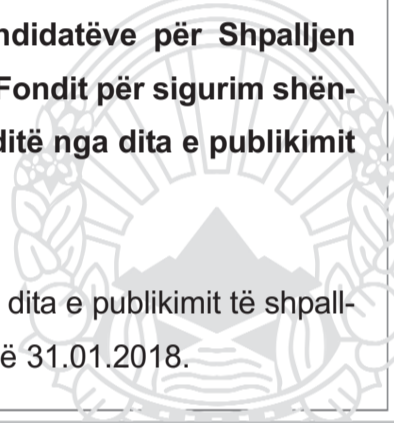 ndidatëve për Shpalljen
Fondit për sigurim shën-
ditë nga dita e publikimit
dita e publikimit të shpall-
ë 31.01.2018.